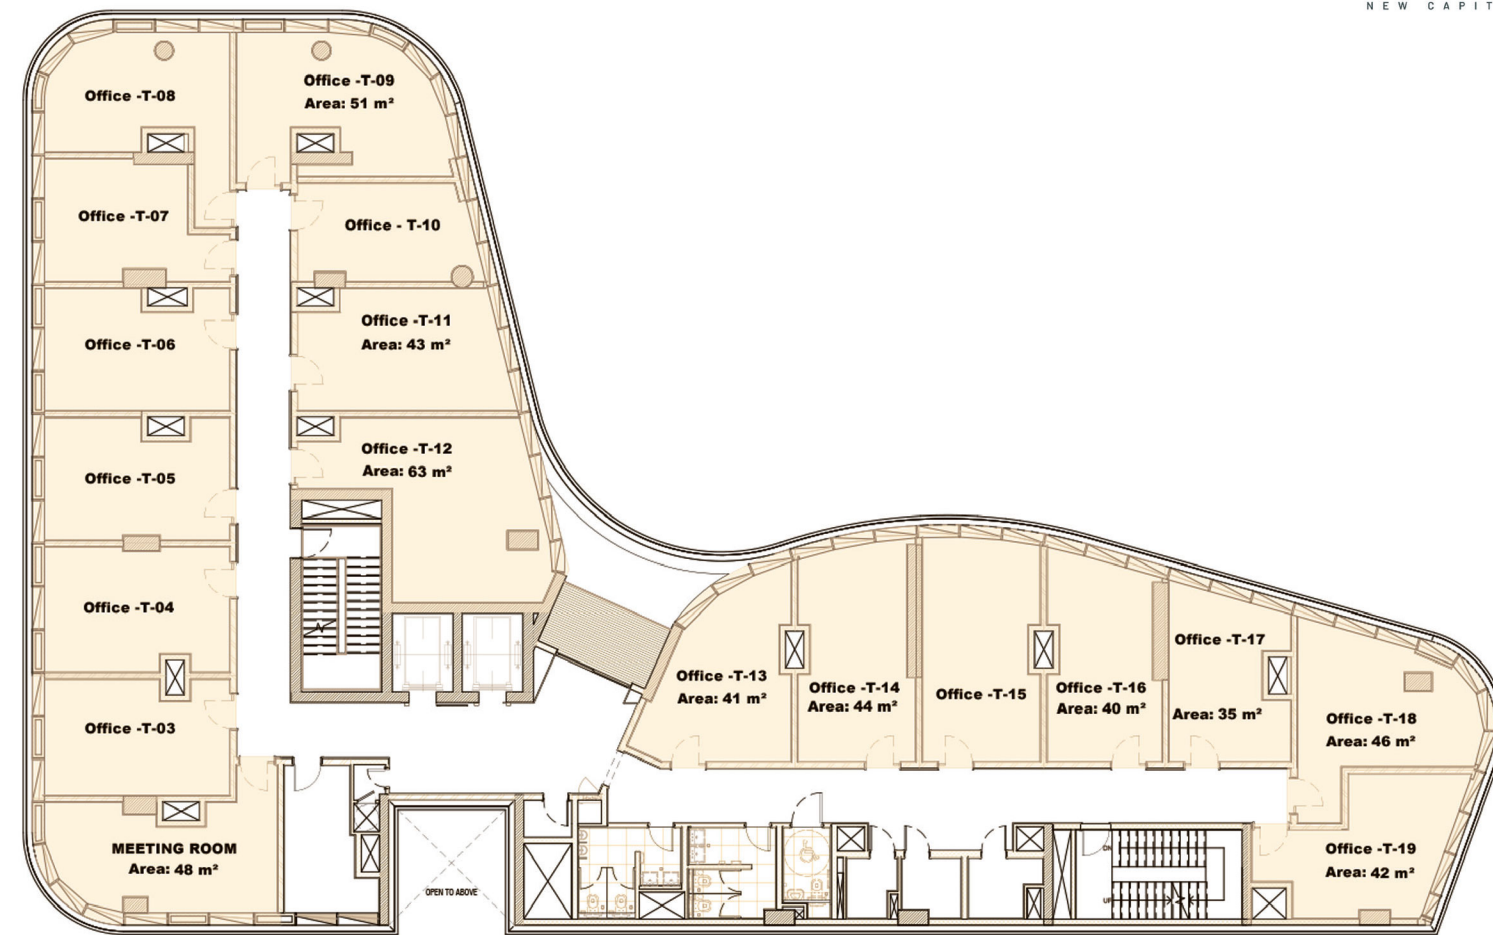 NEW CAPIT
Office -T-08
Office -T-09
Area: 51 m²
Office -T-07
Office - T-10
Office -T-06
Office -T-11
Area: 43 m²
Office -T-05
Office -T-12
Area: 63 m²
Office -T-04
Office -T-03
MEETING ROOM
Area: 48 m²
OPEN TO ABOVE
Office -T-13
Area: 41 m²
Office -T-14
Area: 44 m²
Office -T-15
Office -T-16
Area: 40 m²
Office -T-17
Area: 35 m²
Office -T-18
Area: 46 m²
Office -T-19
Area: 42 m²
DN
UP